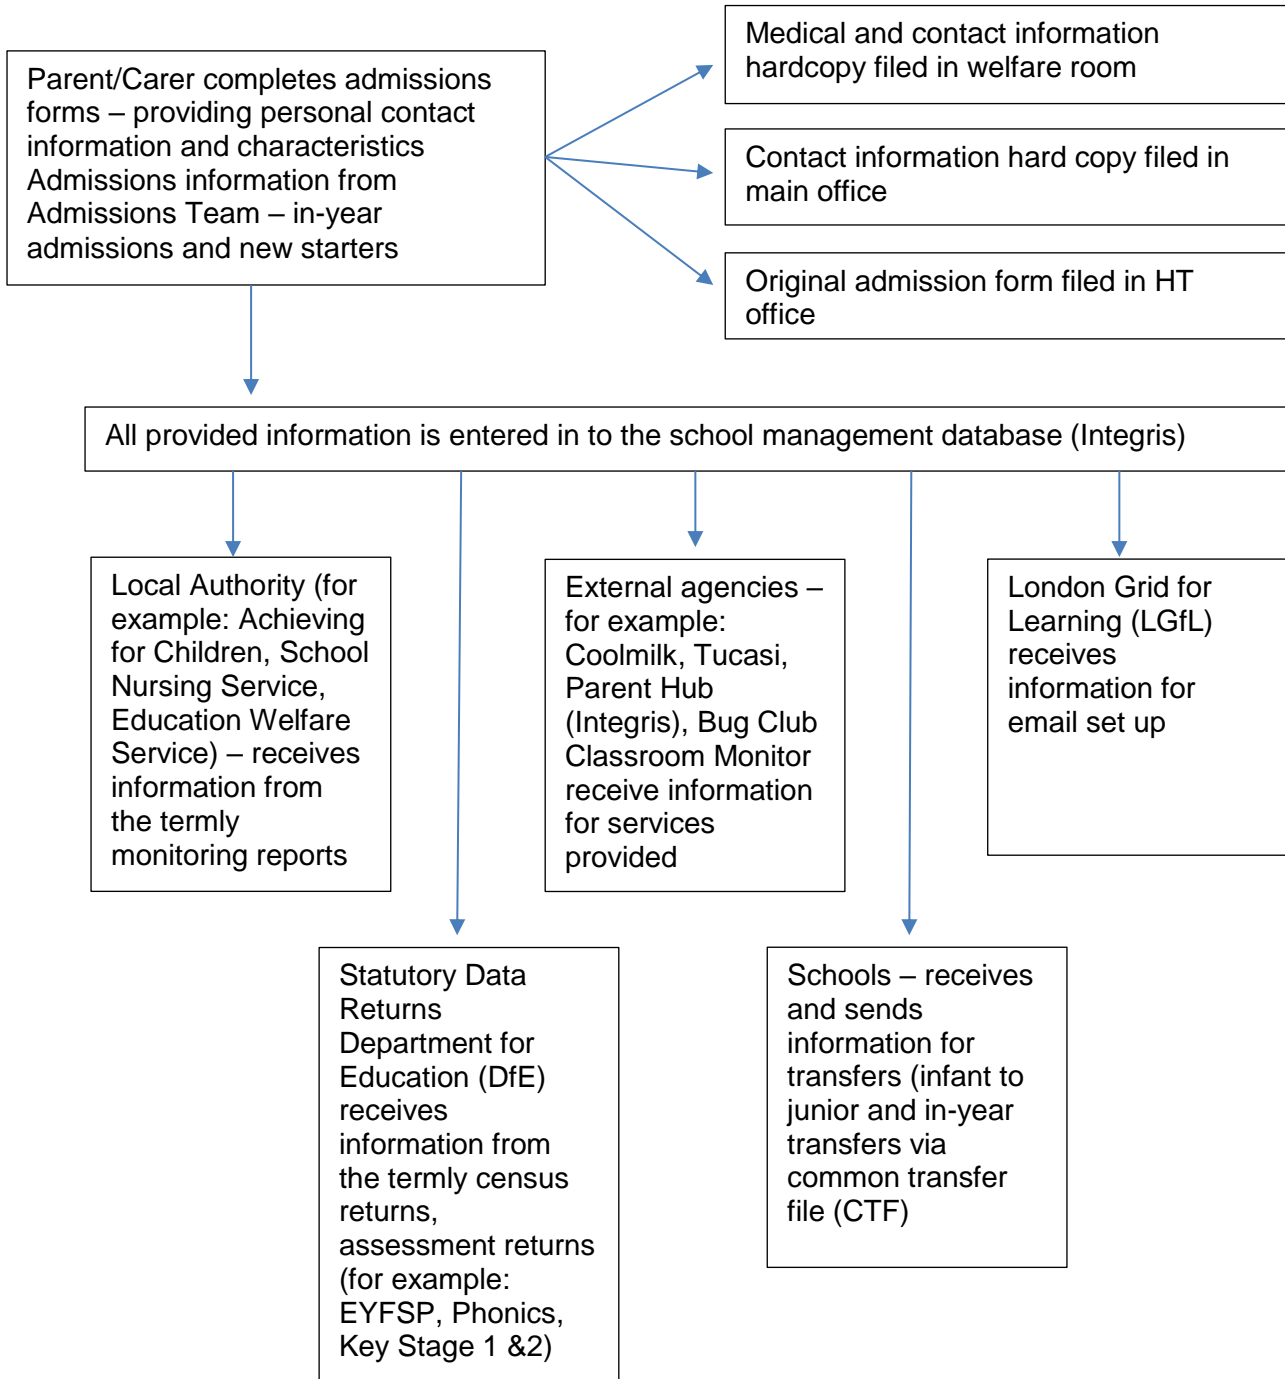 Parent/Carer completes admissions
forms – providing personal contact
information and characteristics
Admissions information from
Admissions Team – in-year
admissions and new starters
Medical and contact information
hardcopy filed in welfare room
Contact information hard copy filed in
main office
Original admission form filed in HT
office
All provided information is entered in to the school management database (Integris)
Local Authority (for
example: Achieving
for Children, School
Nursing Service,
Education Welfare
Service) – receives
information from
the termly
monitoring reports
External agencies –
for example:
Coolmilk, Tucasi,
Parent Hub
(Integris), Bug Club
Classroom Monitor
receive information
for services
provided
London Grid for
Learning (LGfL)
receives
information for
email set up
Statutory Data
Returns
Department for
Education (DfE)
receives
information from
the termly census
returns,
assessment returns
(for example:
EYFSP, Phonics,
Key Stage 1 &2)
Schools – receives
and sends
information for
transfers (infant to
junior and in-year
transfers via
common transfer
file (CTF)